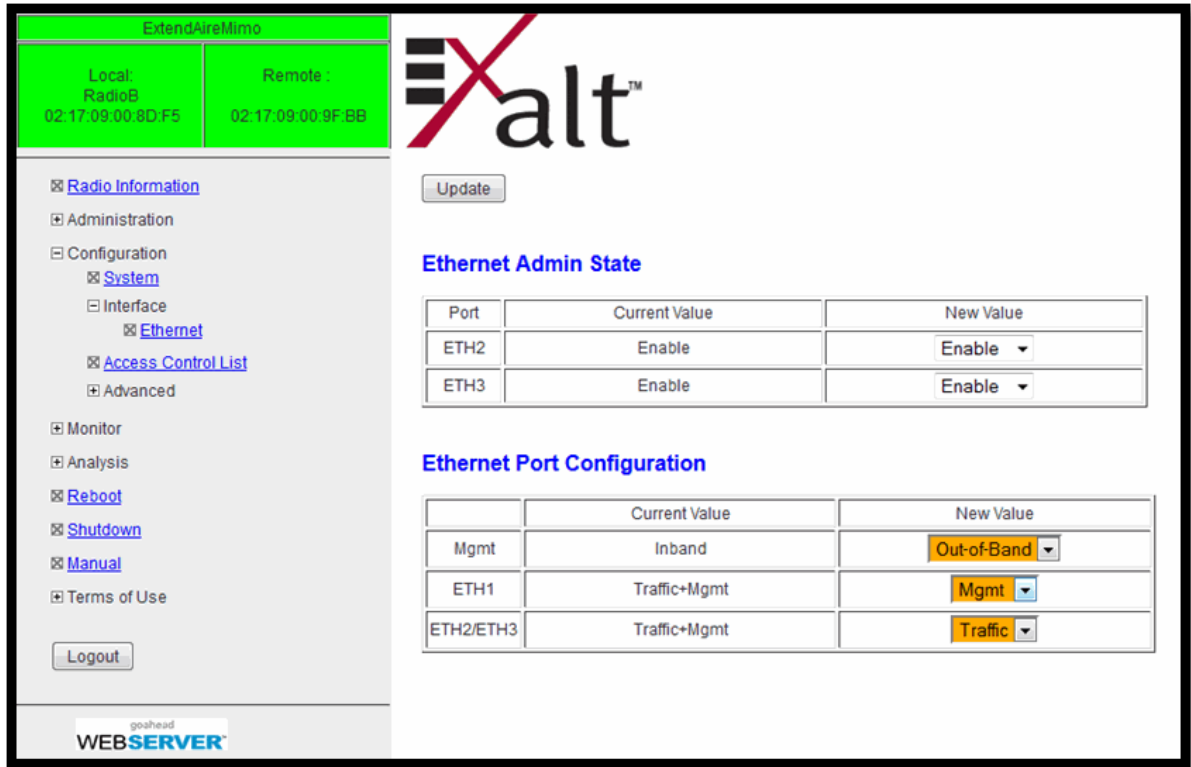 ExtendAireMimo
Local:
RadioB
02:17:09:00:8D:F5
Remote :
02:17:09:00:9F:BB
Exalt™
Radio Information
Administration
Configuration
System
Interface
Ethernet
Access Control List
Advanced
Monitor
Analysis
Reboot
Shutdown
Manual
Terms of Use
Logout
goahead
WEBSERVER
Update
Ethernet Admin State
Port Current Value New Value
ETH2 Enable Enable
ETH3 Enable Enable
Ethernet Port Configuration
Current Value New Value
Mgmt Inband Out-of-Band
ETH1 Traffic+Mgmt Mgmt
ETH2/ETH3 Traffic+Mgmt Traffic